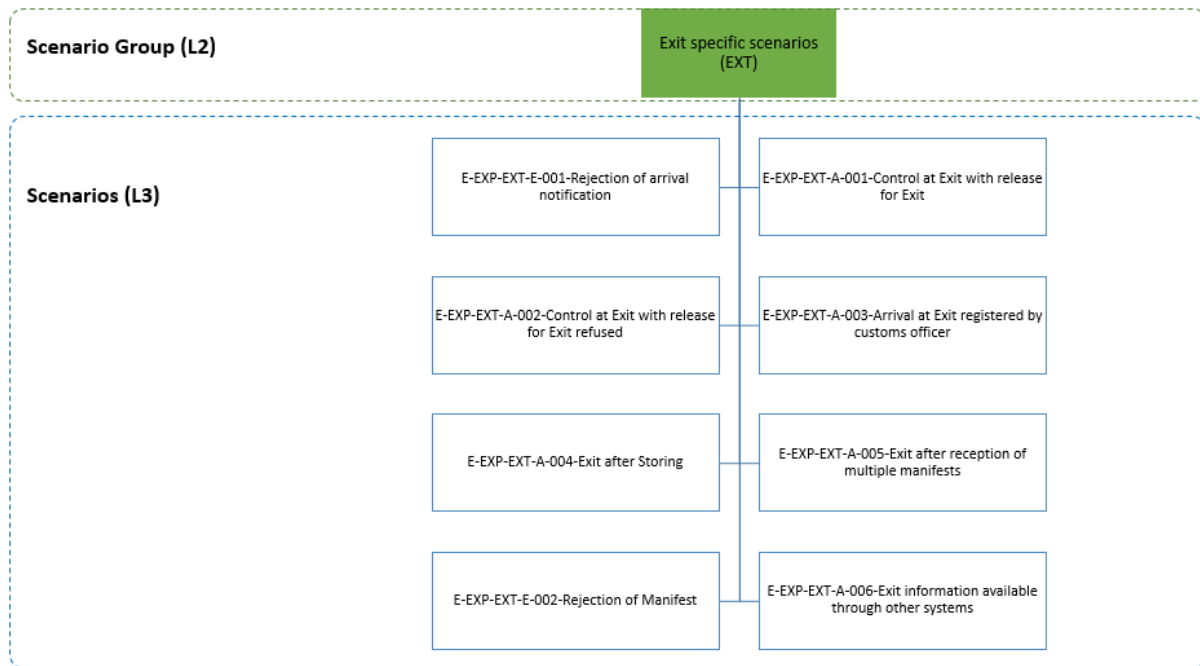 Scenario Group (L2)
Exit specific scenarios
(EXT)
Scenarios (L3)
E-EXP-EXT-E-001-Rejection of arrival
notification
E-EXP-EXT-A-001-Control at Exit with release
for Exit
E-EXP-EXT-A-002-Control at Exit with release
for Exit refused
E-EXP-EXT-A-003-Arrival at Exit registered by
customs officer
E-EXP-EXT-A-004-Exit after Storing
E-EXP-EXT-A-005-Exit after reception of
multiple manifests
E-EXP-EXT-E-002-Rejection of Manifest
E-EXP-EXT-A-006-Exit information available
through other systems